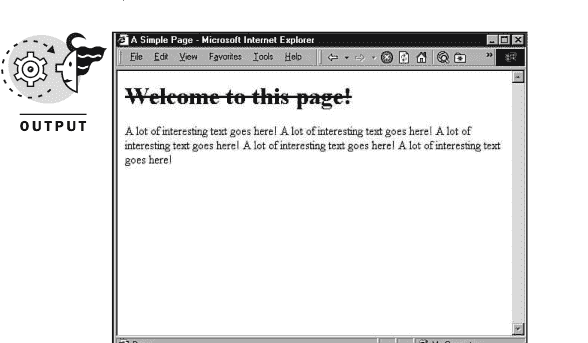 A Simple Page - Microsoft Internet Explorer
File Edit View Favorites Tools Help
OUTPUT
Welcome to this page!
A lot of interesting text goes here! A lot of interesting text goes here! A lot of
interesting text goes here! A lot of interesting text goes here! A lot of interesting text
goes here!